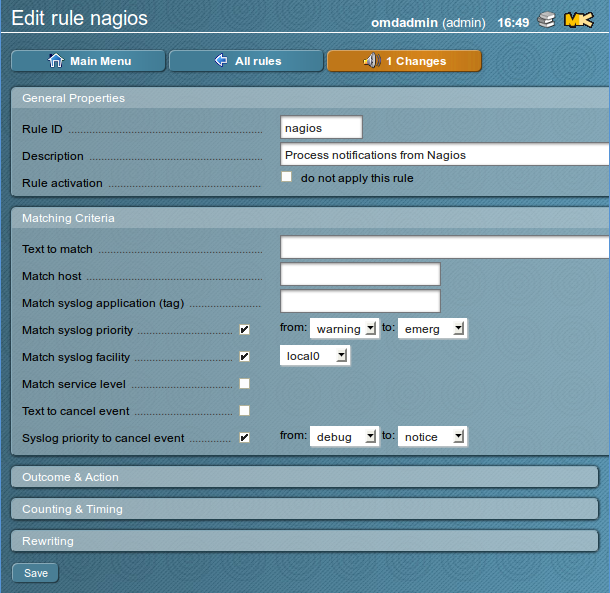 Edit rule nagios
omdadmin (admin) 16:49 MK
Main Menu All rules 1 Changes
General Properties
Rule ID nagios
Description Process notifications from Nagios
Rule activation do not apply this rule
Matching Criteria
Text to match
Match host
Match syslog application (tag)
Match syslog priority from: warning to: emerg
Match syslog facility local0
Match service level
Text to cancel event
Syslog priority to cancel event from: debug to: notice
Outcome & Action
Counting & Timing
Rewriting
Save